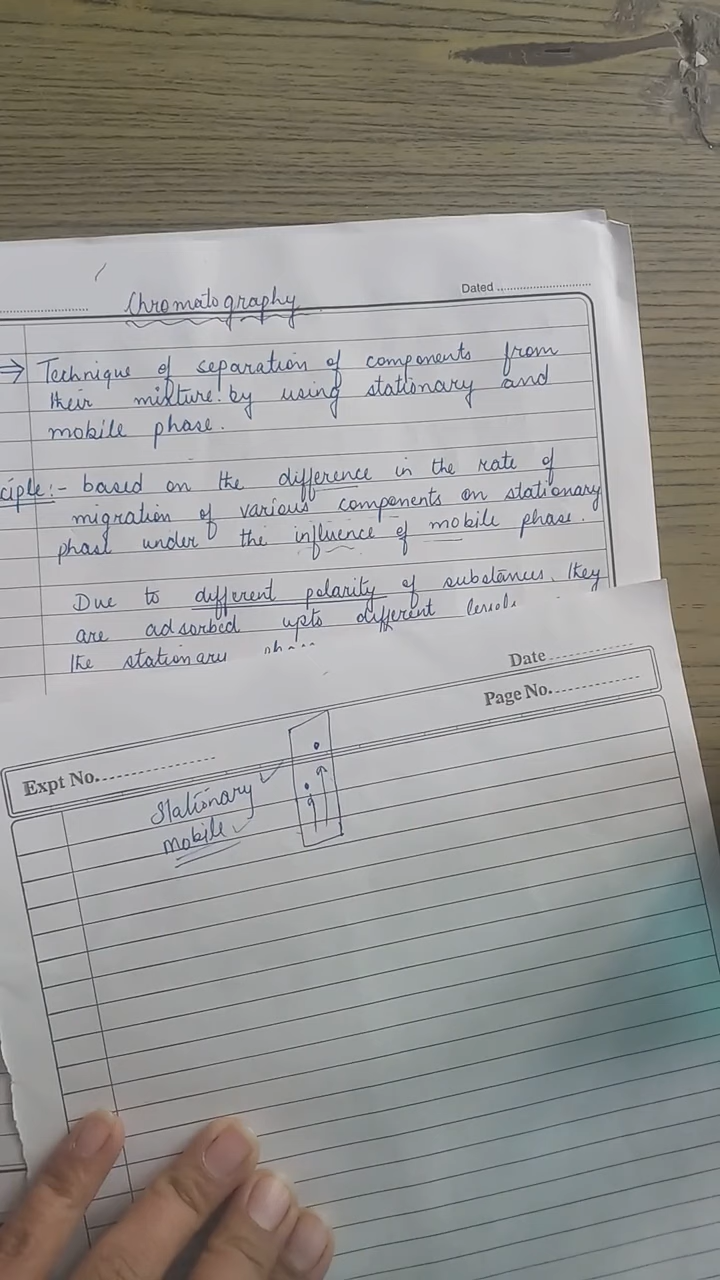 Chromatography
Dated
⇒ Technique of separation of components from
their mixture by using stationary and
mobile phase.
ciple:- based on the difference in the rate of
migration of various components on stationary
phase under the influence of mobile phase.
Due to different polarity of substances, they
are adsorbed upto different
the stationary
Date
Page No.
Expt No.
Stationary
mobile